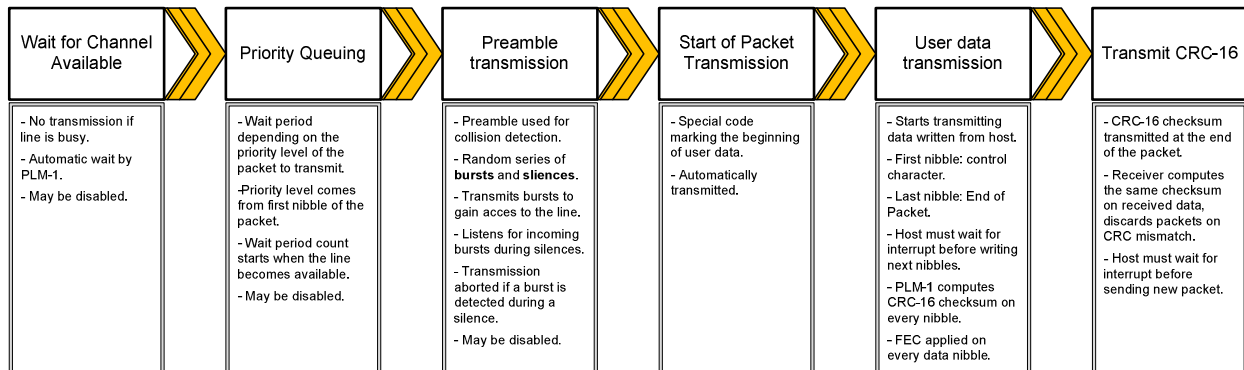 Wait for Channel
Available
Priority Queuing
Preamble
transmission
Start of Packet
Transmission
User data
transmission
Transmit CRC-16
- No transmission if
line is busy.
- Automatic wait by
PLM-1.
- May be disabled.
- Wait period
depending on the
priority level of the
packet to transmit.
-Priority level comes
from first nibble of the
packet.
- Wait period count
starts when the line
becomes available.
- May be disabled.
- Preamble used for
collision detection.
- Random series of
bursts and sliences.
- Transmits bursts to
gain acces to the line.
- Listens for incoming
bursts during silences.
- Transmission
aborted if a burst is
detected during a
silence.
- May be disabled.
- Special code
marking the beginning
of user data.
- Automatically
transmitted.
- Starts transmitting
data written from host.
- First nibble: control
character.
- Last nibble: End of
Packet.
- Host must wait for
interrupt before writing
next nibbles.
- PLM-1 computes
CRC-16 checksum on
every nibble.
- FEC applied on
every data nibble.
- CRC-16 checksum
transmitted at the end
of the packet.
- Receiver computes
the same checksum
on received data,
discards packets on
CRC mismatch.
- Host must wait for
interrupt before
sending new packet.